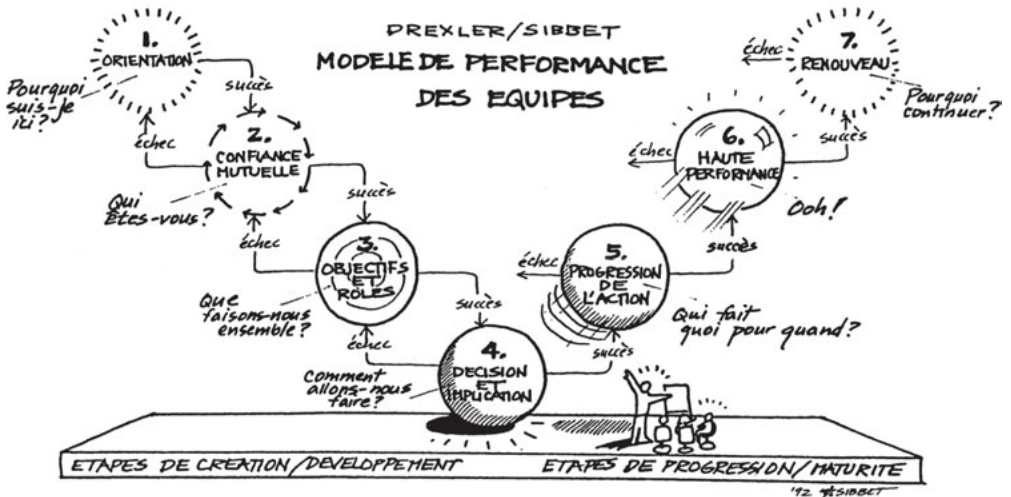 DREXLER/SIBBET
MODELE DE PERFORMANCE
DES EQUIPES
1.
ORIENTATION
Pourquoi
suis-je
ici?
succès
échec
2.
CONFIANCE
MUTUELLE
Qui
êtes-vous?
succès
échec
3.
OBJECTIFS
ET
RÔLES
Que
faisons-nous
ensemble?
succès
échec
4.
DECISION
ET
IMPLICATION
Comment
allons-nous
faire?
succès
5.
PROGRESSION
DE
L'ACTION
échec
Qui fait
quoi pour quand?
succès
6.
HAUTE
PERFORMANCE
échec
Ooh!
succès
7.
RENOUVEAU
échec
Pourquoi
continuer?
ETAPES DE CREATION/DEVELOPPEMENT
ETAPES DE PROGRESSION/MATURITE
'92 SIBBET